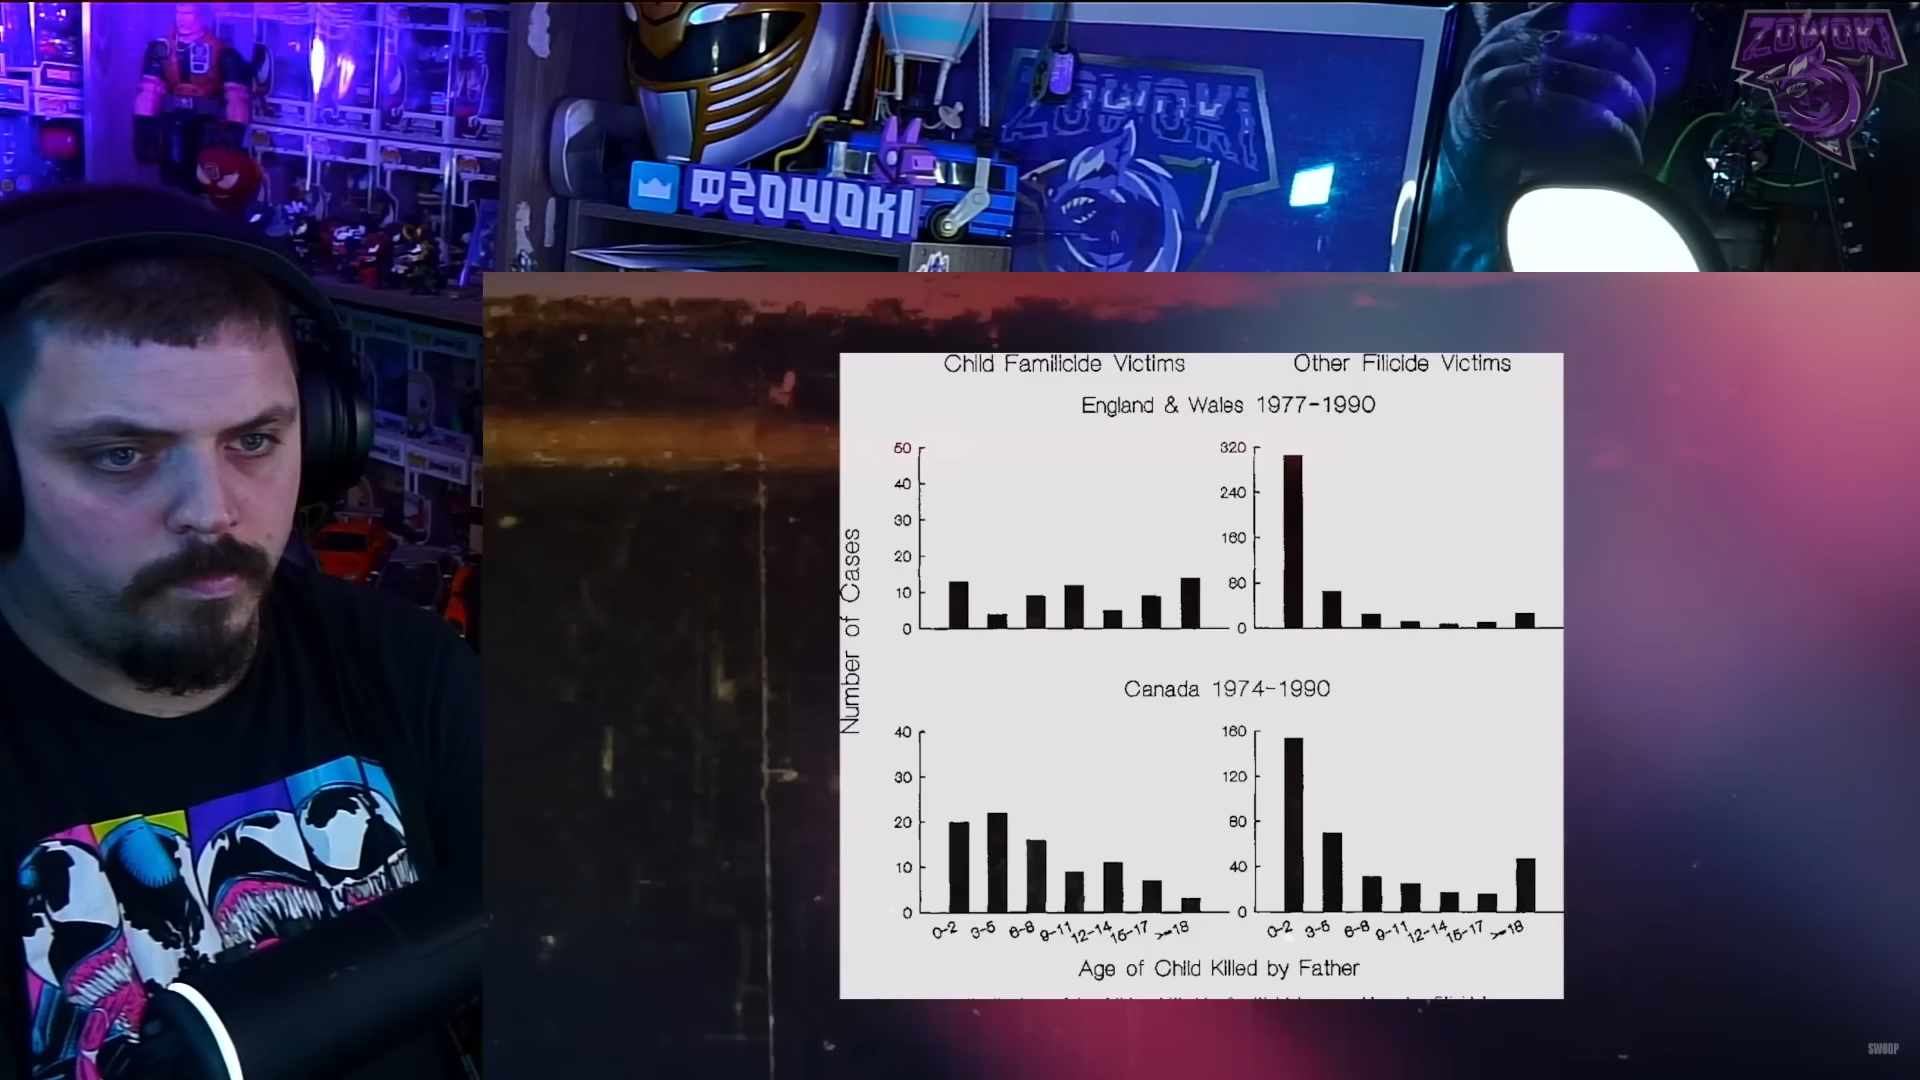 ZOWOKI
ZOWOKI
@ZOWOKI
Child Familicide Victims
Other Filicide Victims
England & Wales 1977-1990
50
40
30
20
10
0
320
240
160
80
0
Number of Cases
Canada 1974-1990
40
30
20
10
0
160
120
80
40
0
0-2 3-5 6-8 9-11 12-14 15-17 >=18
0-2 3-5 6-8 9-11 12-14 15-17 >=18
Age of Child Killed by Father
SWOOP